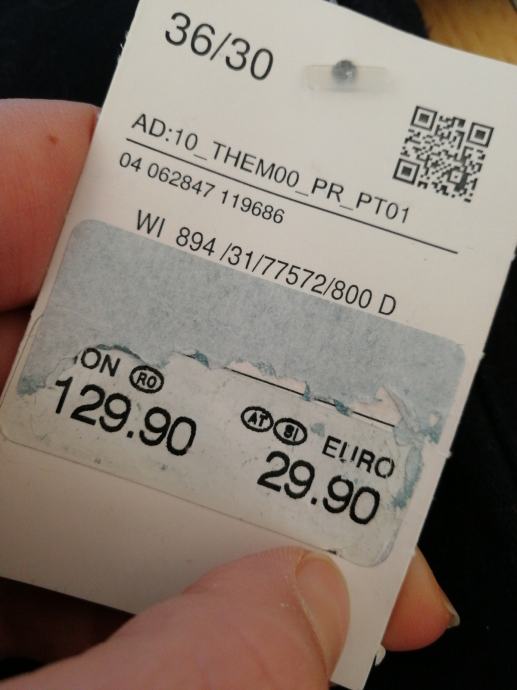 36/30
AD:10_THEM00_PR_PT01
04 062847 119686
WI 894 /31/77572/800 D
RO
129.90
AT SI EURO
29.90